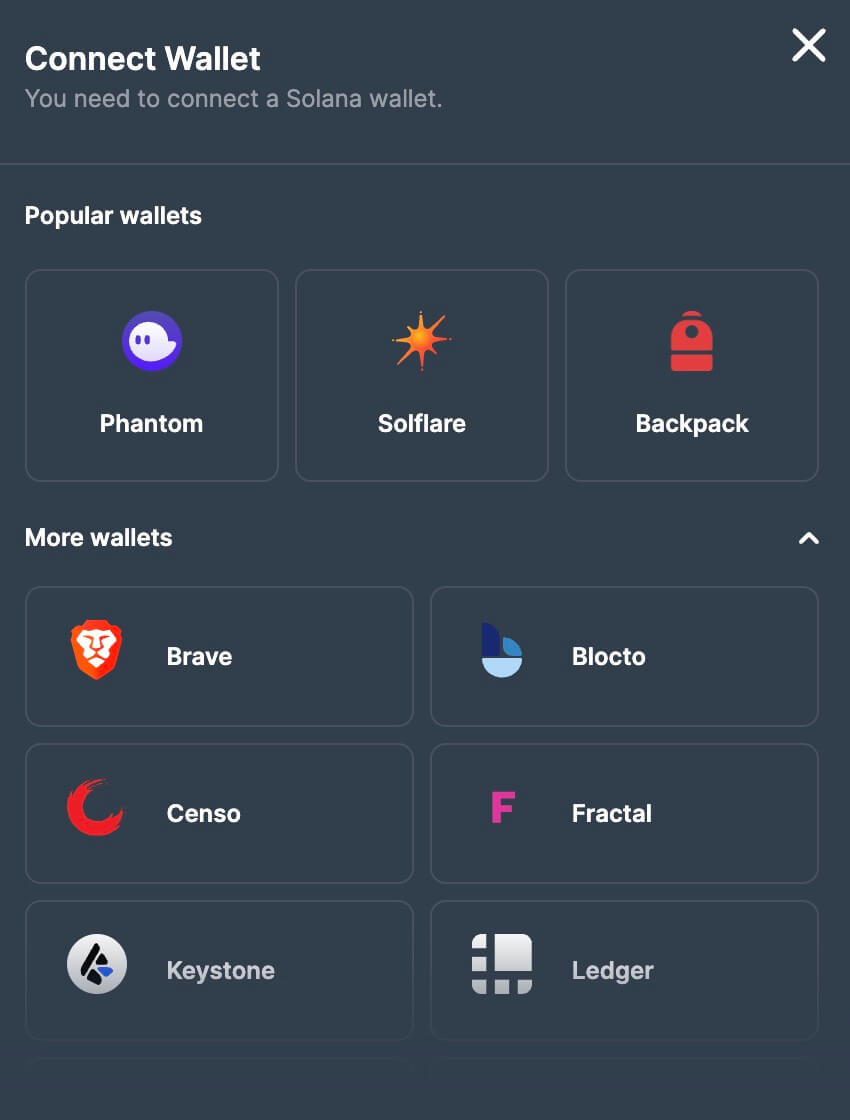 Connect Wallet
You need to connect a Solana wallet.
Popular wallets
Phantom
Solflare
Backpack
More wallets
Brave
Blocto
Censo
F
Fractal
Keystone
Ledger